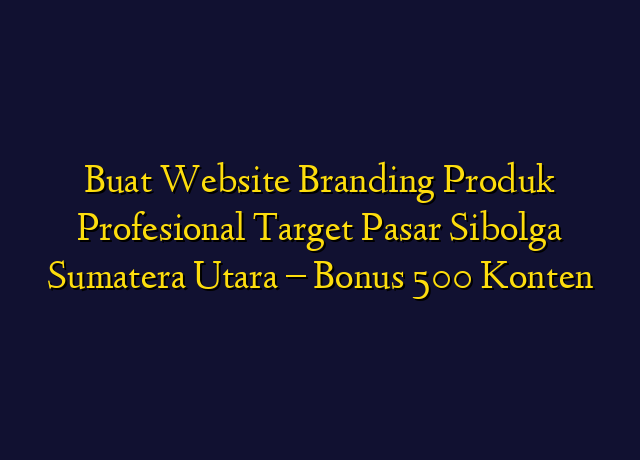 Buat Website Branding Produk
Profesional Target Pasar Sibolga
Sumatera Utara – Bonus 500 Konten